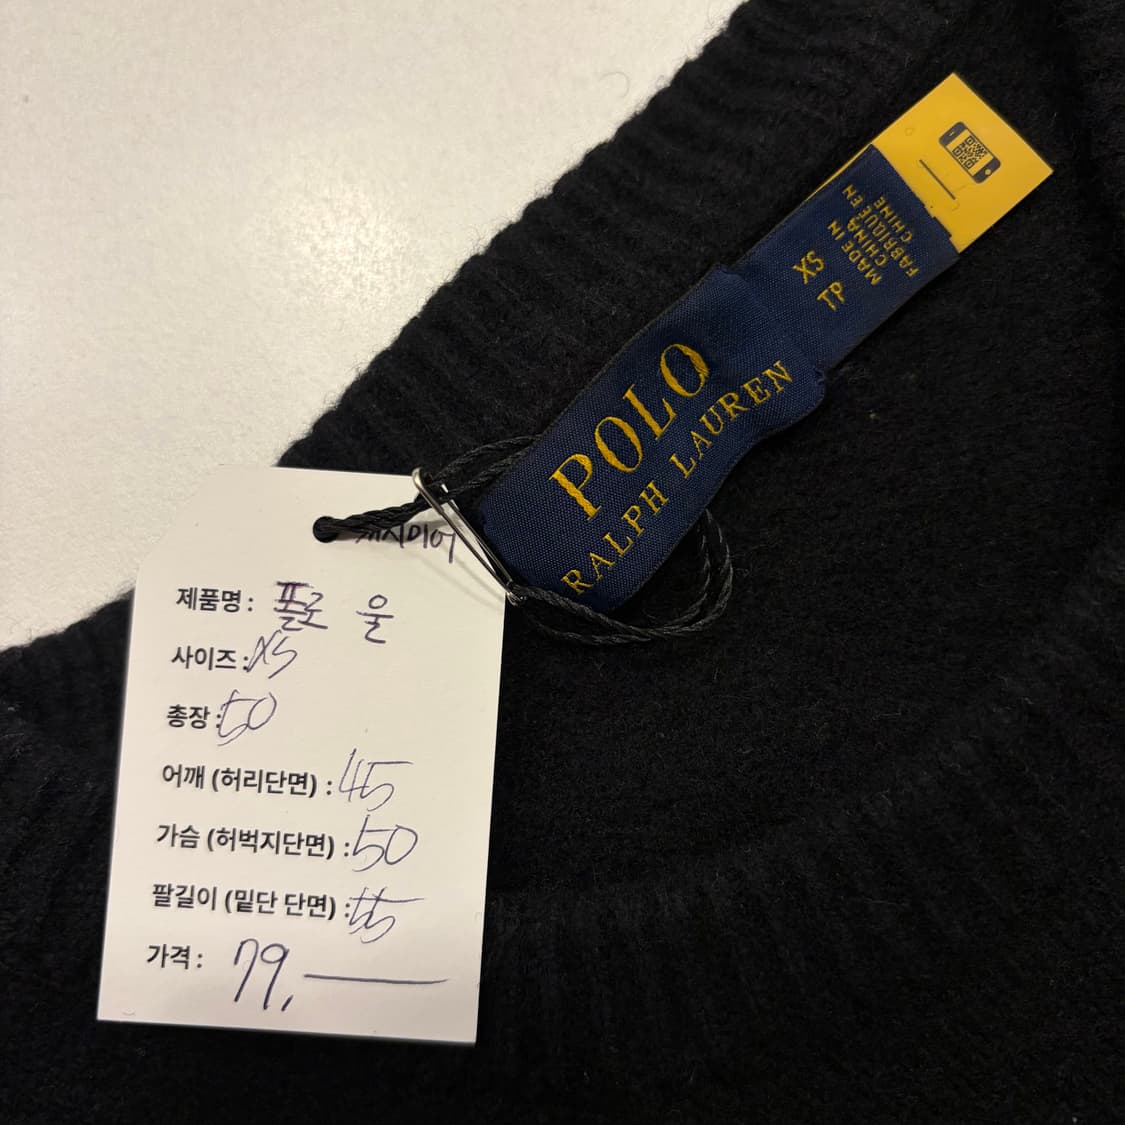 POLO
RALPH LAUREN
XS
TP
MADE IN
CHINA
FABRIQUE EN
CHINE
캐시미어
제품명 : 폴로 울
사이즈 : XS
총장 : 50
어깨 (허리단면) : 45
가슴 (허벅지단면) : 50
팔길이 (밑단 단면) : 55
가격 : 79,—